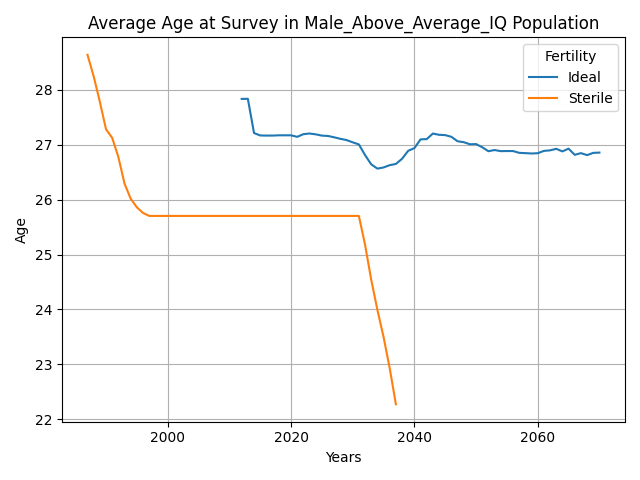 Average Age at Survey in Male_Above_Average_IQ Population
Fertility
Ideal
Sterile
28
27
26
25
24
23
22
Age
2000
2020
2040
2060
Years